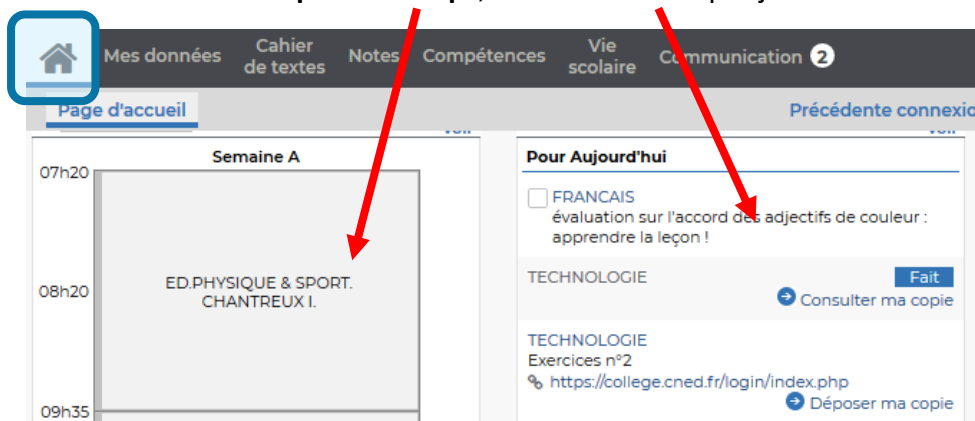 Mes données
Cahier
de textes
Notes
Compétences
Vie
scolaire
Communication 2
Page d'accueil
Précédente connexio
Semaine A
07h20
ED.PHYSIQUE & SPORT.
CHANTREUX I.
08h20
09h35
Pour Aujourd'hui
FRANCAIS
évaluation sur l'accord des adjectifs de couleur :
apprendre la leçon !
TECHNOLOGIE
Fait
Consulter ma copie
TECHNOLOGIE
Exercices n°2
https://college.cned.fr/login/index.php
Déposer ma copie